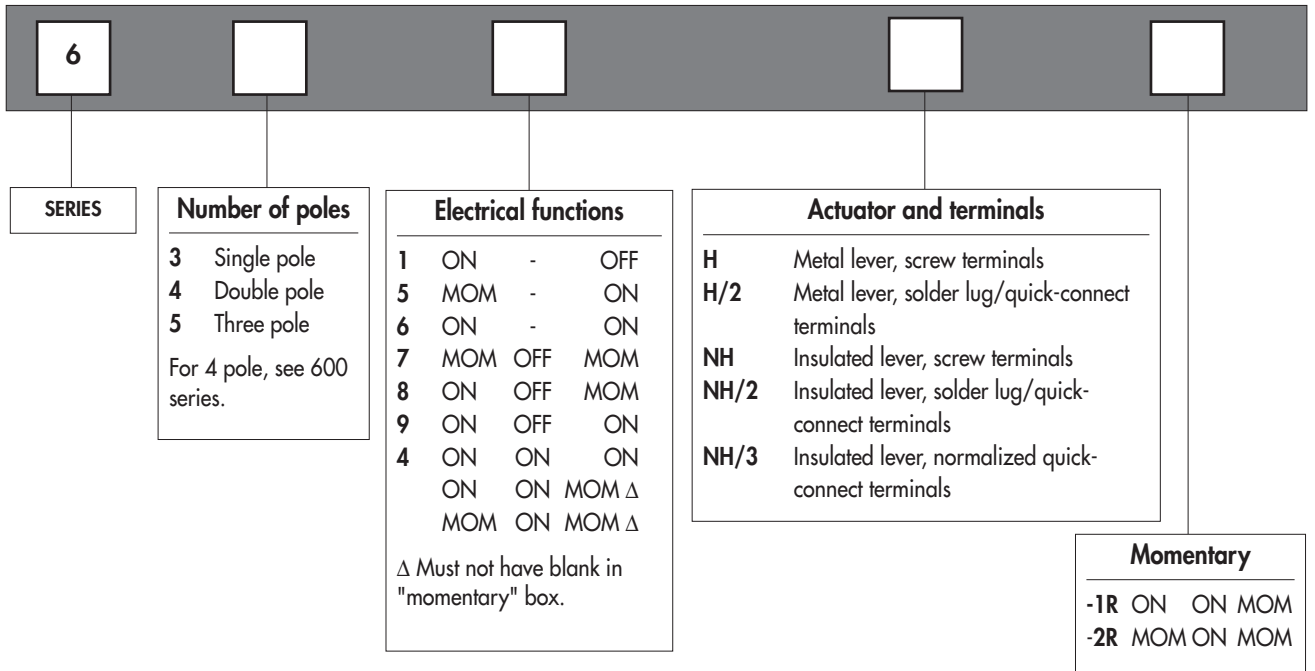 6
SERIES
Number of poles
3 Single pole
4 Double pole
5 Three pole
For 4 pole, see 600
series.
Electrical functions
1 ON - OFF
5 MOM - ON
6 ON - ON
7 MOM OFF MOM
8 ON OFF MOM
9 ON OFF ON
4 ON ON ON
ON ON MOM Δ
MOM ON MOM Δ
Δ Must not have blank in
"momentary" box.
Actuator and terminals
H Metal lever, screw terminals
H/2 Metal lever, solder lug/quick-connect
terminals
NH Insulated lever, screw terminals
NH/2 Insulated lever, solder lug/quick-
connect terminals
NH/3 Insulated lever, normalized quick-
connect terminals
Momentary
-1R ON ON MOM
-2R MOM ON MOM